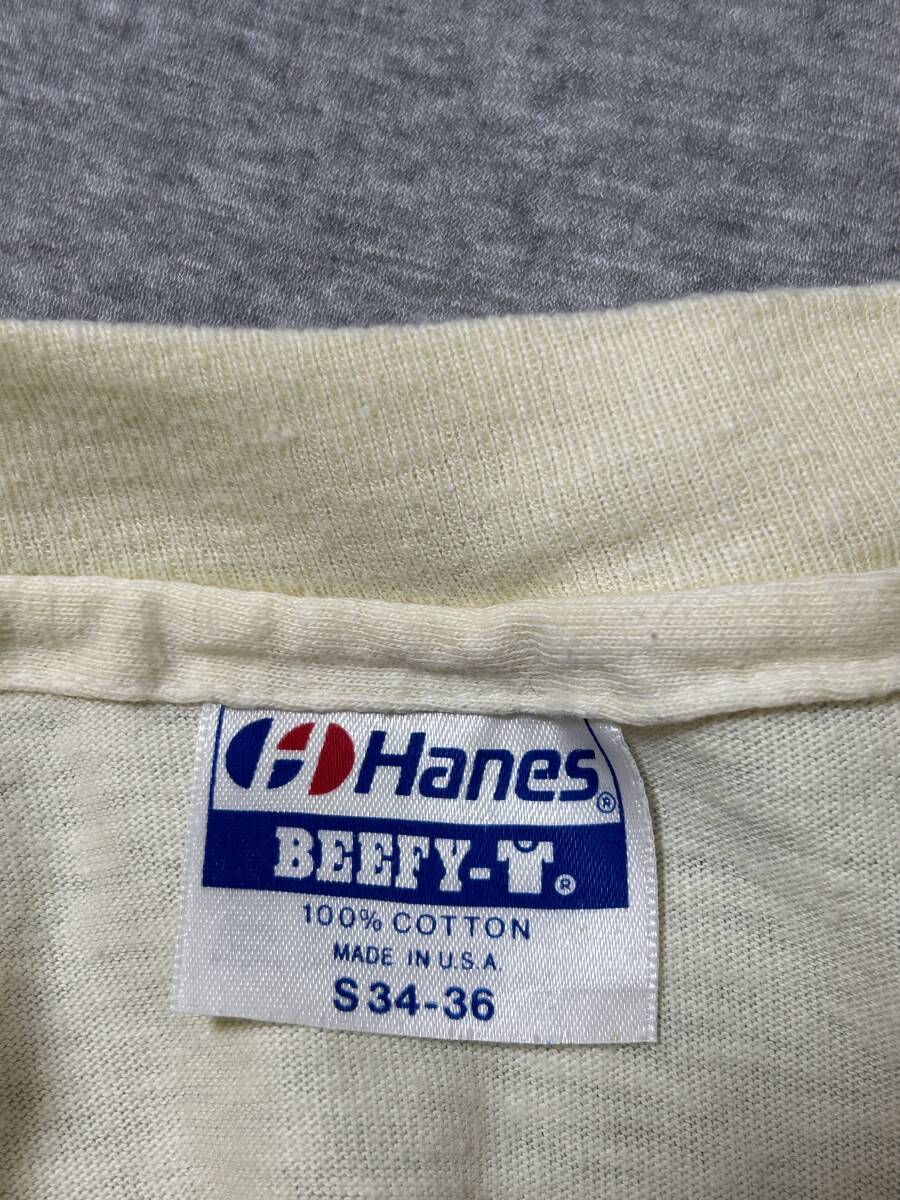 Hanes®
BEEFY-T®
100% COTTON
MADE IN U.S.A.
S 34-36